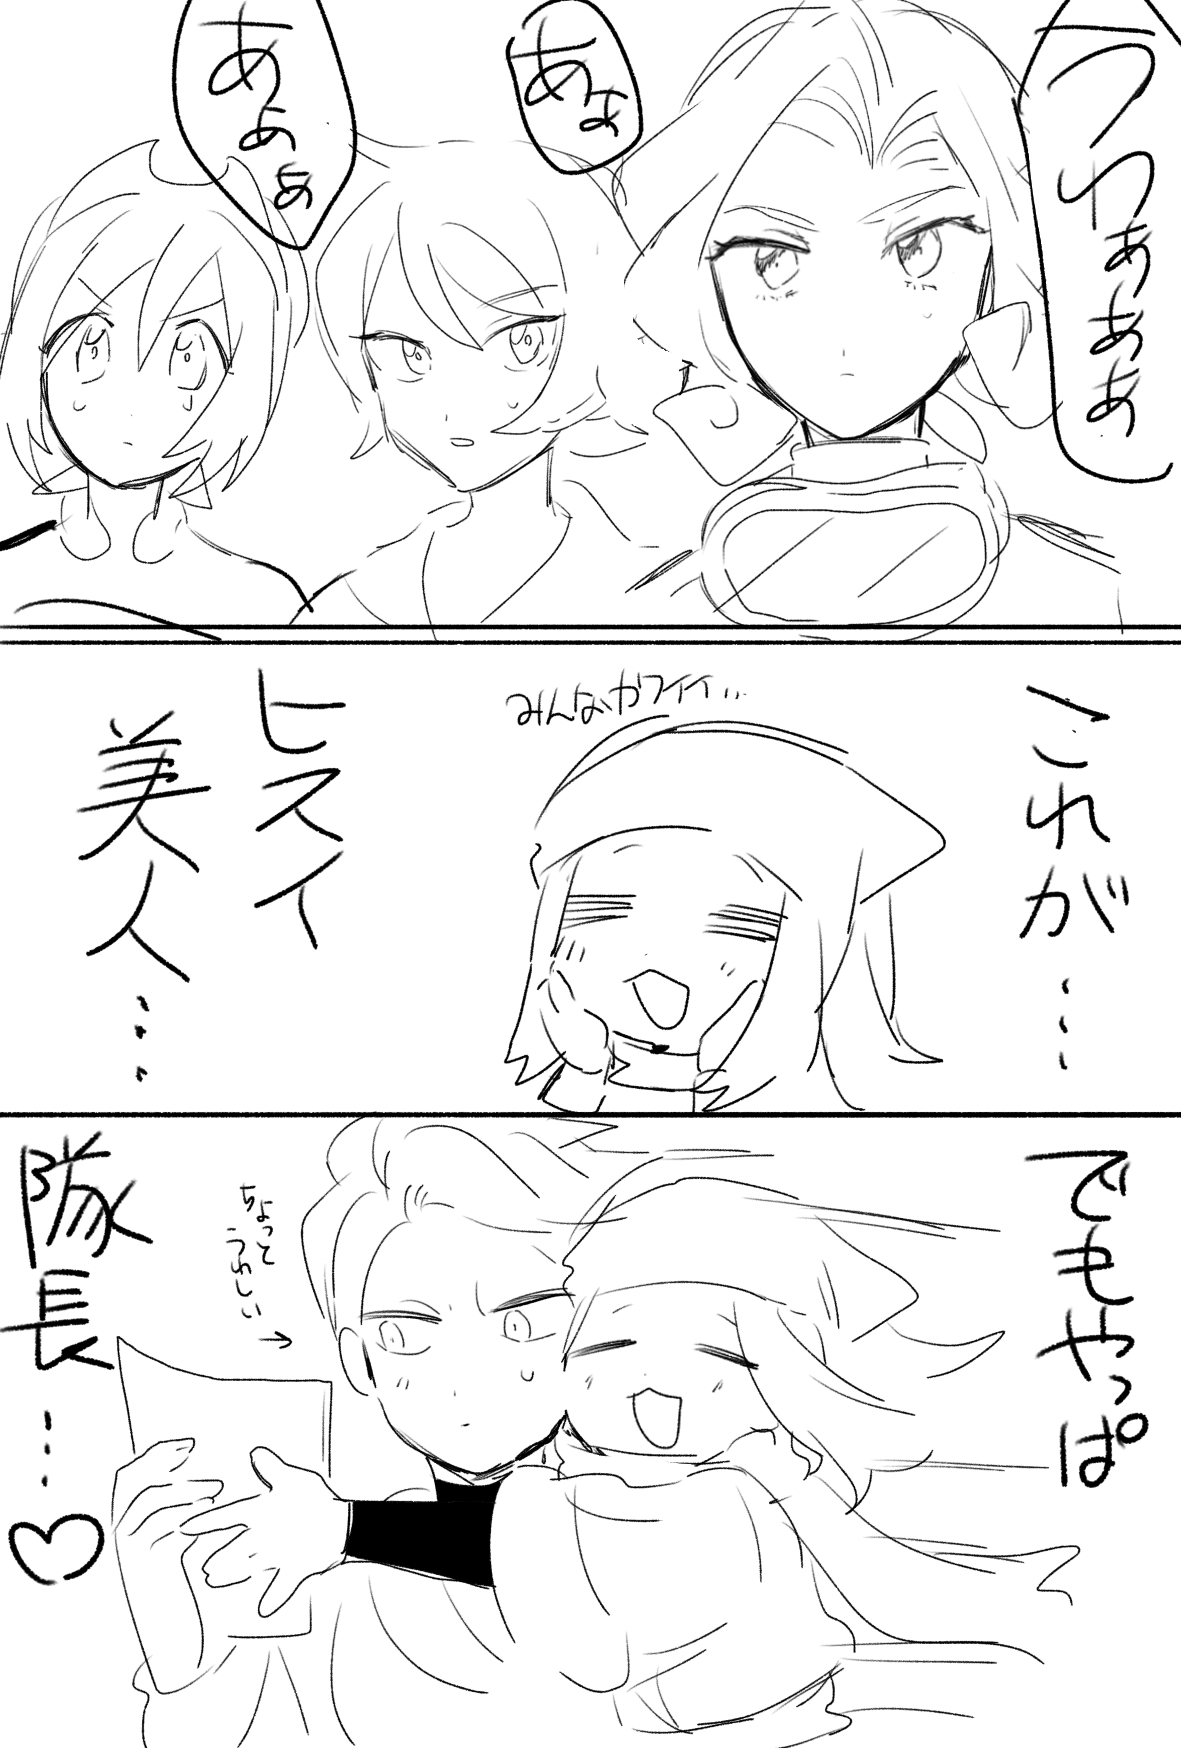 うわぁぁぁ
あぁ
あぁぁ
これが…
みんなカワイイ…
ヒスイ
美人…
でもやっぱ
ちょっと
うれしい
→
隊長…♡